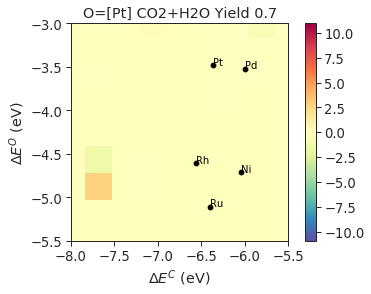 O=[Pt] CO2+H2O Yield 0.7
−3.0
−3.5
−4.0
−4.5
−5.0
−5.5
ΔE^O (eV)
Pt
Pd
Rh
Ni
Ru
−8.0 −7.5 −7.0 −6.5 −6.0 −5.5
ΔE^C (eV)
10.0
7.5
5.0
2.5
0.0
−2.5
−5.0
−7.5
−10.0